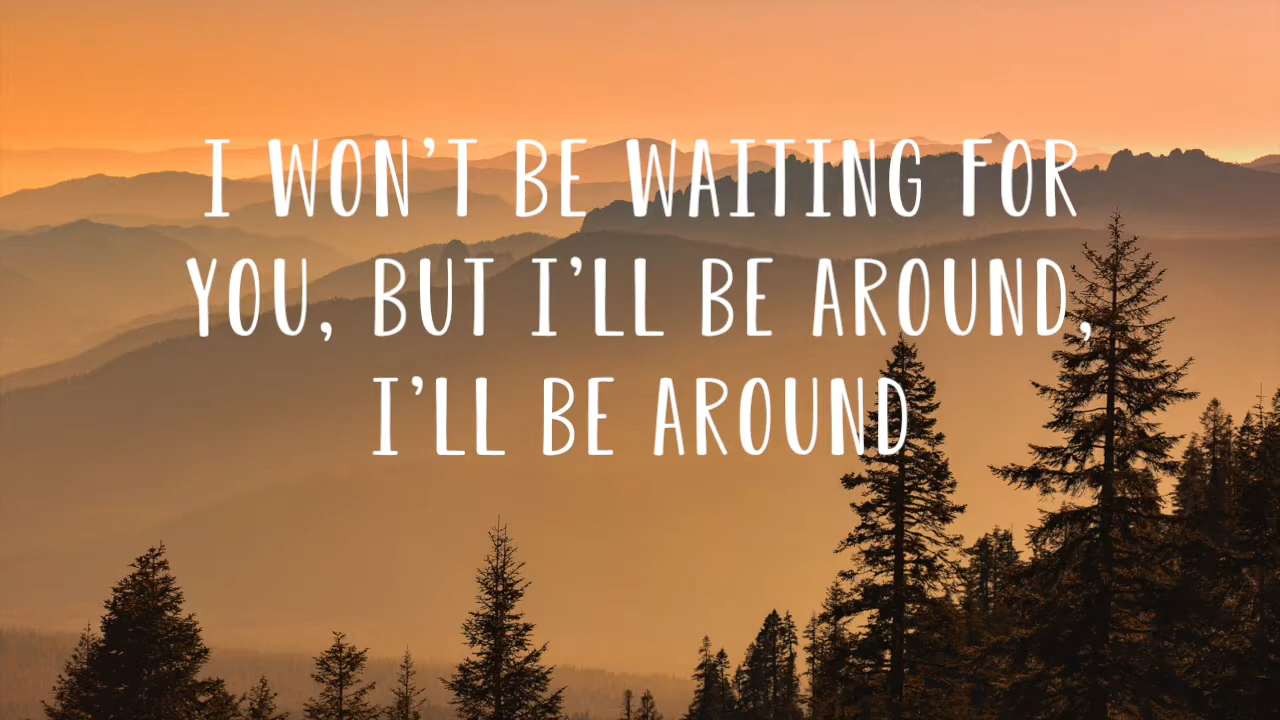 I WON'T BE WAITING FOR
YOU, BUT I'LL BE AROUND,
I'LL BE AROUND